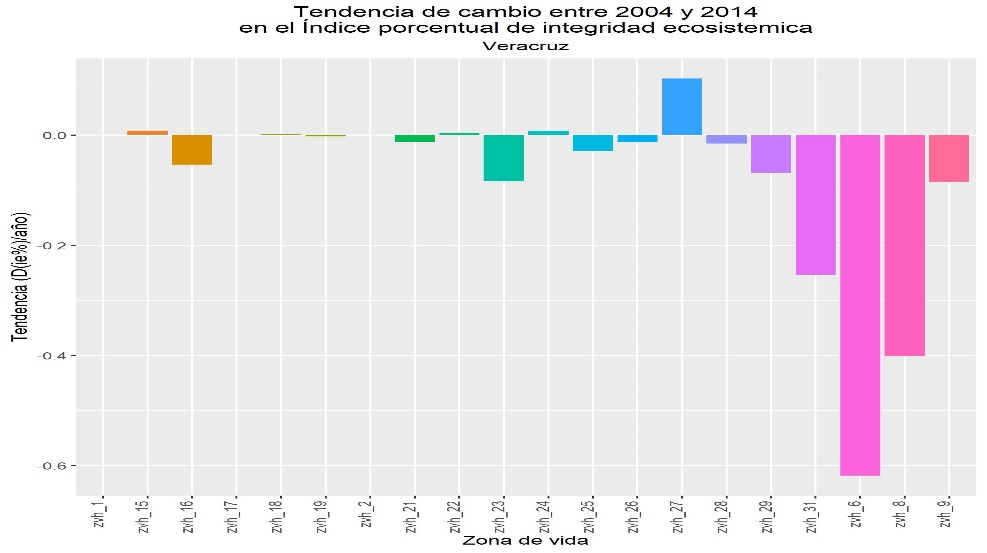 Tendencia de cambio entre 2004 y 2014
en el Índice porcentual de integridad ecosistemica
Veracruz
Tendencia (D(ie%)/año)
0.0
-0.2
-0.4
-0.6
zvh_1
zvh_15
zvh_16
zvh_17
zvh_18
zvh_19
zvh_2
zvh_21
zvh_22
zvh_23
zvh_24
zvh_25
zvh_26
zvh_27
zvh_28
zvh_29
zvh_31
zvh_6
zvh_8
zvh_9
Zona de vida